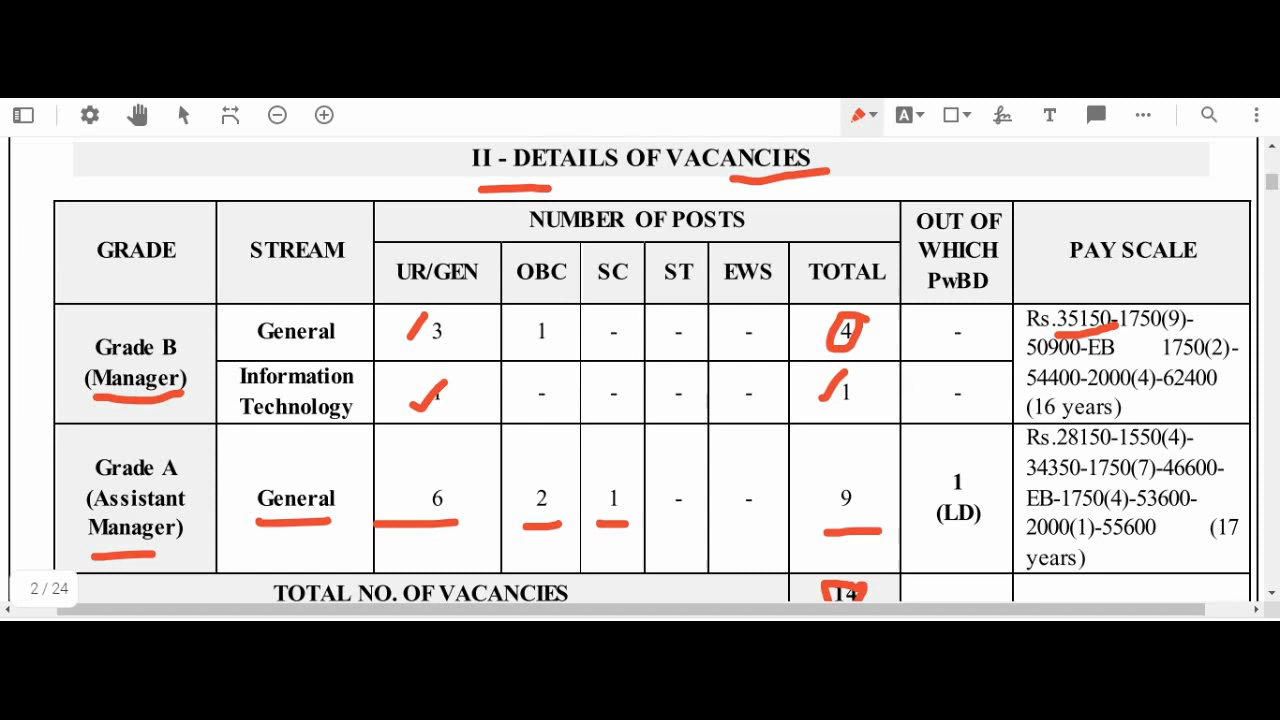 II - DETAILS OF VACANCIES
GRADE
STREAM
NUMBER OF POSTS
UR/GEN
OBC
SC
ST
EWS
TOTAL
OUT OF
WHICH
PwBD
PAY SCALE
Grade B
(Manager)
General
3
1
-
-
-
4
-
Rs.35150-1750(9)-
50900-EB 1750(2)-
54400-2000(4)-62400
(16 years)
Information
Technology
-
-
-
-
1
-
Grade A
(Assistant
Manager)
General
6
2
1
-
-
9
1
(LD)
Rs.28150-1550(4)-
34350-1750(7)-46600-
EB-1750(4)-53600-
2000(1)-55600 (17
years)
TOTAL NO. OF VACANCIES
14
2 / 24